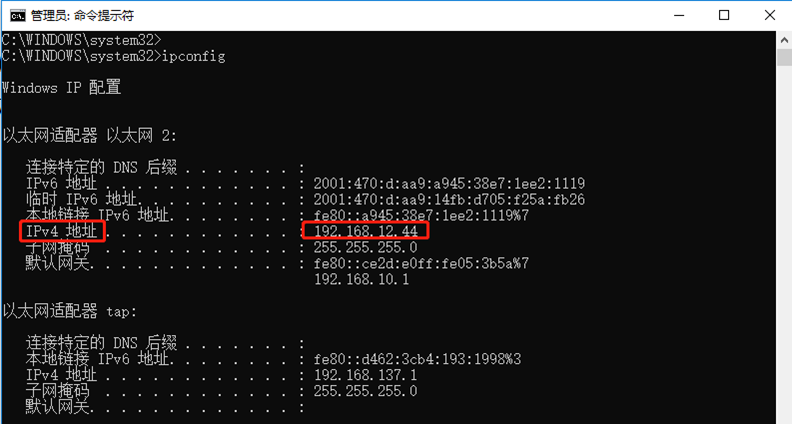 管理员: 命令提示符
C:\WINDOWS\system32>
C:\WINDOWS\system32>ipconfig
Windows IP 配置
以太网适配器 以太网 2:
连接特定的 DNS 后缀 . . . . . . . :
IPv6 地址 . . . . . . . . . . . . : 2001:470:d:aa9:a945:38e7:1ee2:1119
临时 IPv6 地址. . . . . . . . . . : 2001:470:d:aa9:14fb:d705:f25a:fb26
本地链接 IPv6 地址. . . . . . . . : fe80::a945:38e7:1ee2:1119%7
IPv4 地址 . . . . . . . . . . . . : 192.168.12.44
子网掩码 . . . . . . . . . . . . : 255.255.255.0
默认网关. . . . . . . . . . . . . : fe80::ce2d:e0ff:fe05:3b5a%7
192.168.10.1
以太网适配器 tap:
连接特定的 DNS 后缀 . . . . . . . :
本地链接 IPv6 地址. . . . . . . . : fe80::d462:3cb4:193:1998%3
IPv4 地址 . . . . . . . . . . . . : 192.168.137.1
子网掩码 . . . . . . . . . . . . : 255.255.255.0
默认网关. . . . . . . . . . . . . :